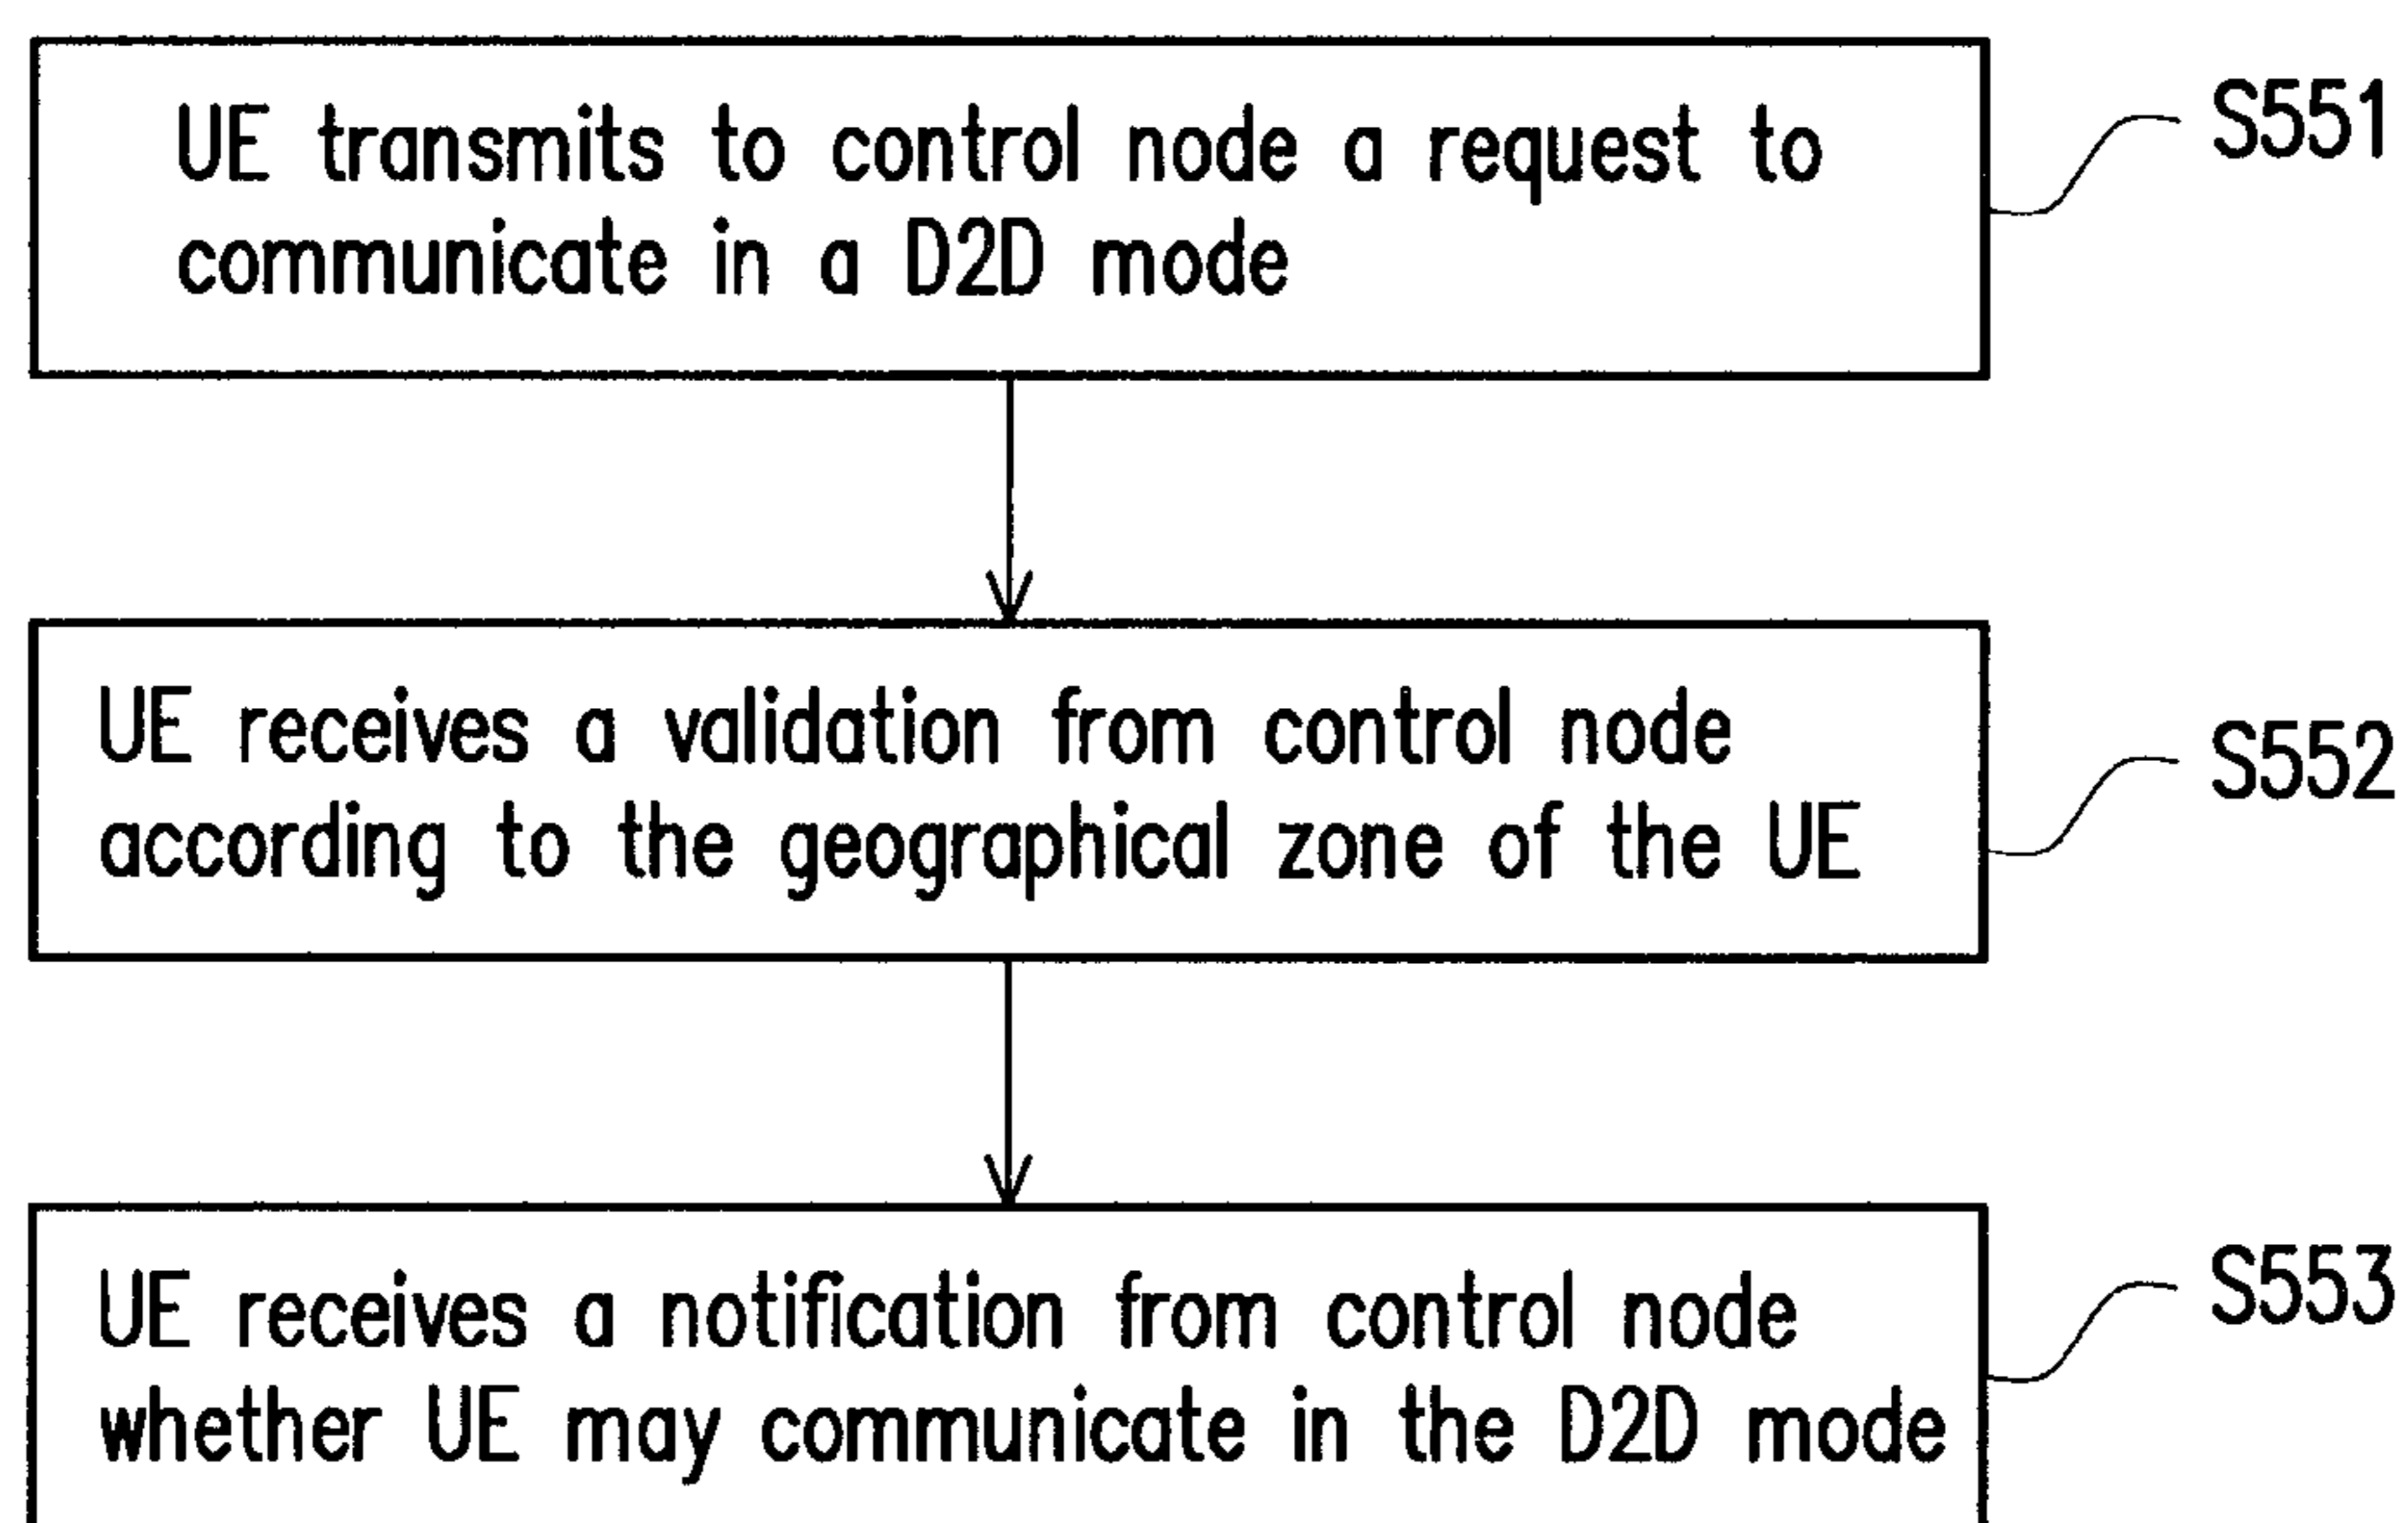 UE transmits to control node a request to
communicate in a D2D mode
S551
UE receives a validation from control node
according to the geographical zone of the UE
S552
UE receives a notification from control node
whether UE may communicate in the D2D mode
S553